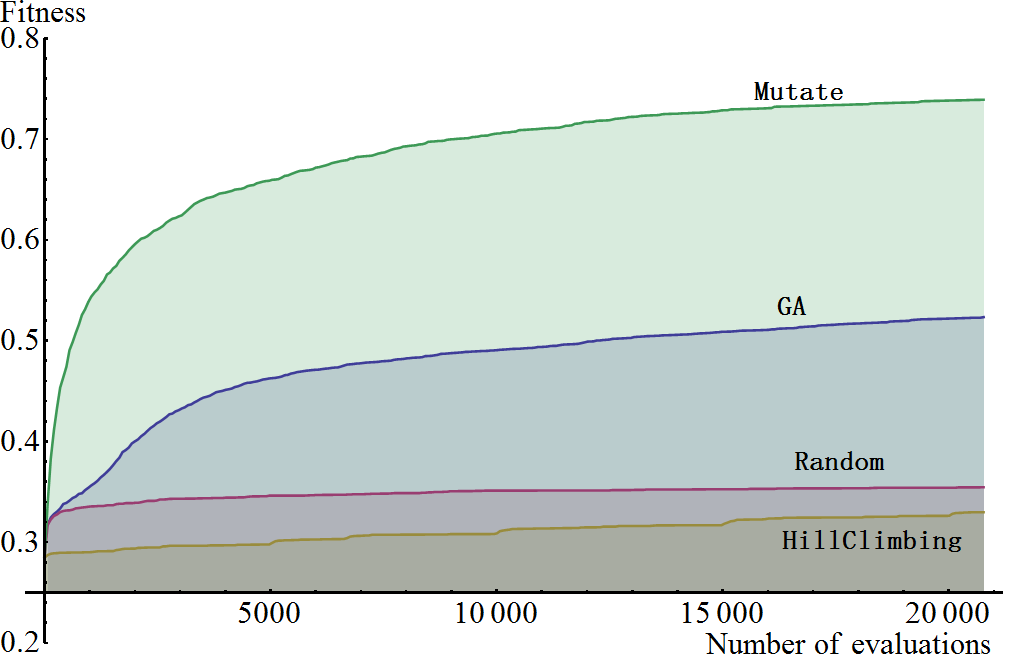 Fitness
0.8
Mutate
0.7
0.6
GA
0.5
0.4
Random
0.3
HillClimbing
5000 10 000 15 000 20 000
0.2
Number of evaluations